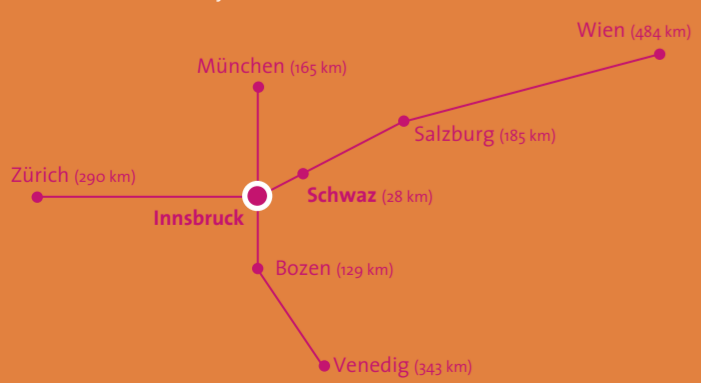 Wien (484 km)
München (165 km)
Salzburg (185 km)
Zürich (290 km)
Schwaz (28 km)
Innsbruck
Bozen (129 km)
Venedig (343 km)